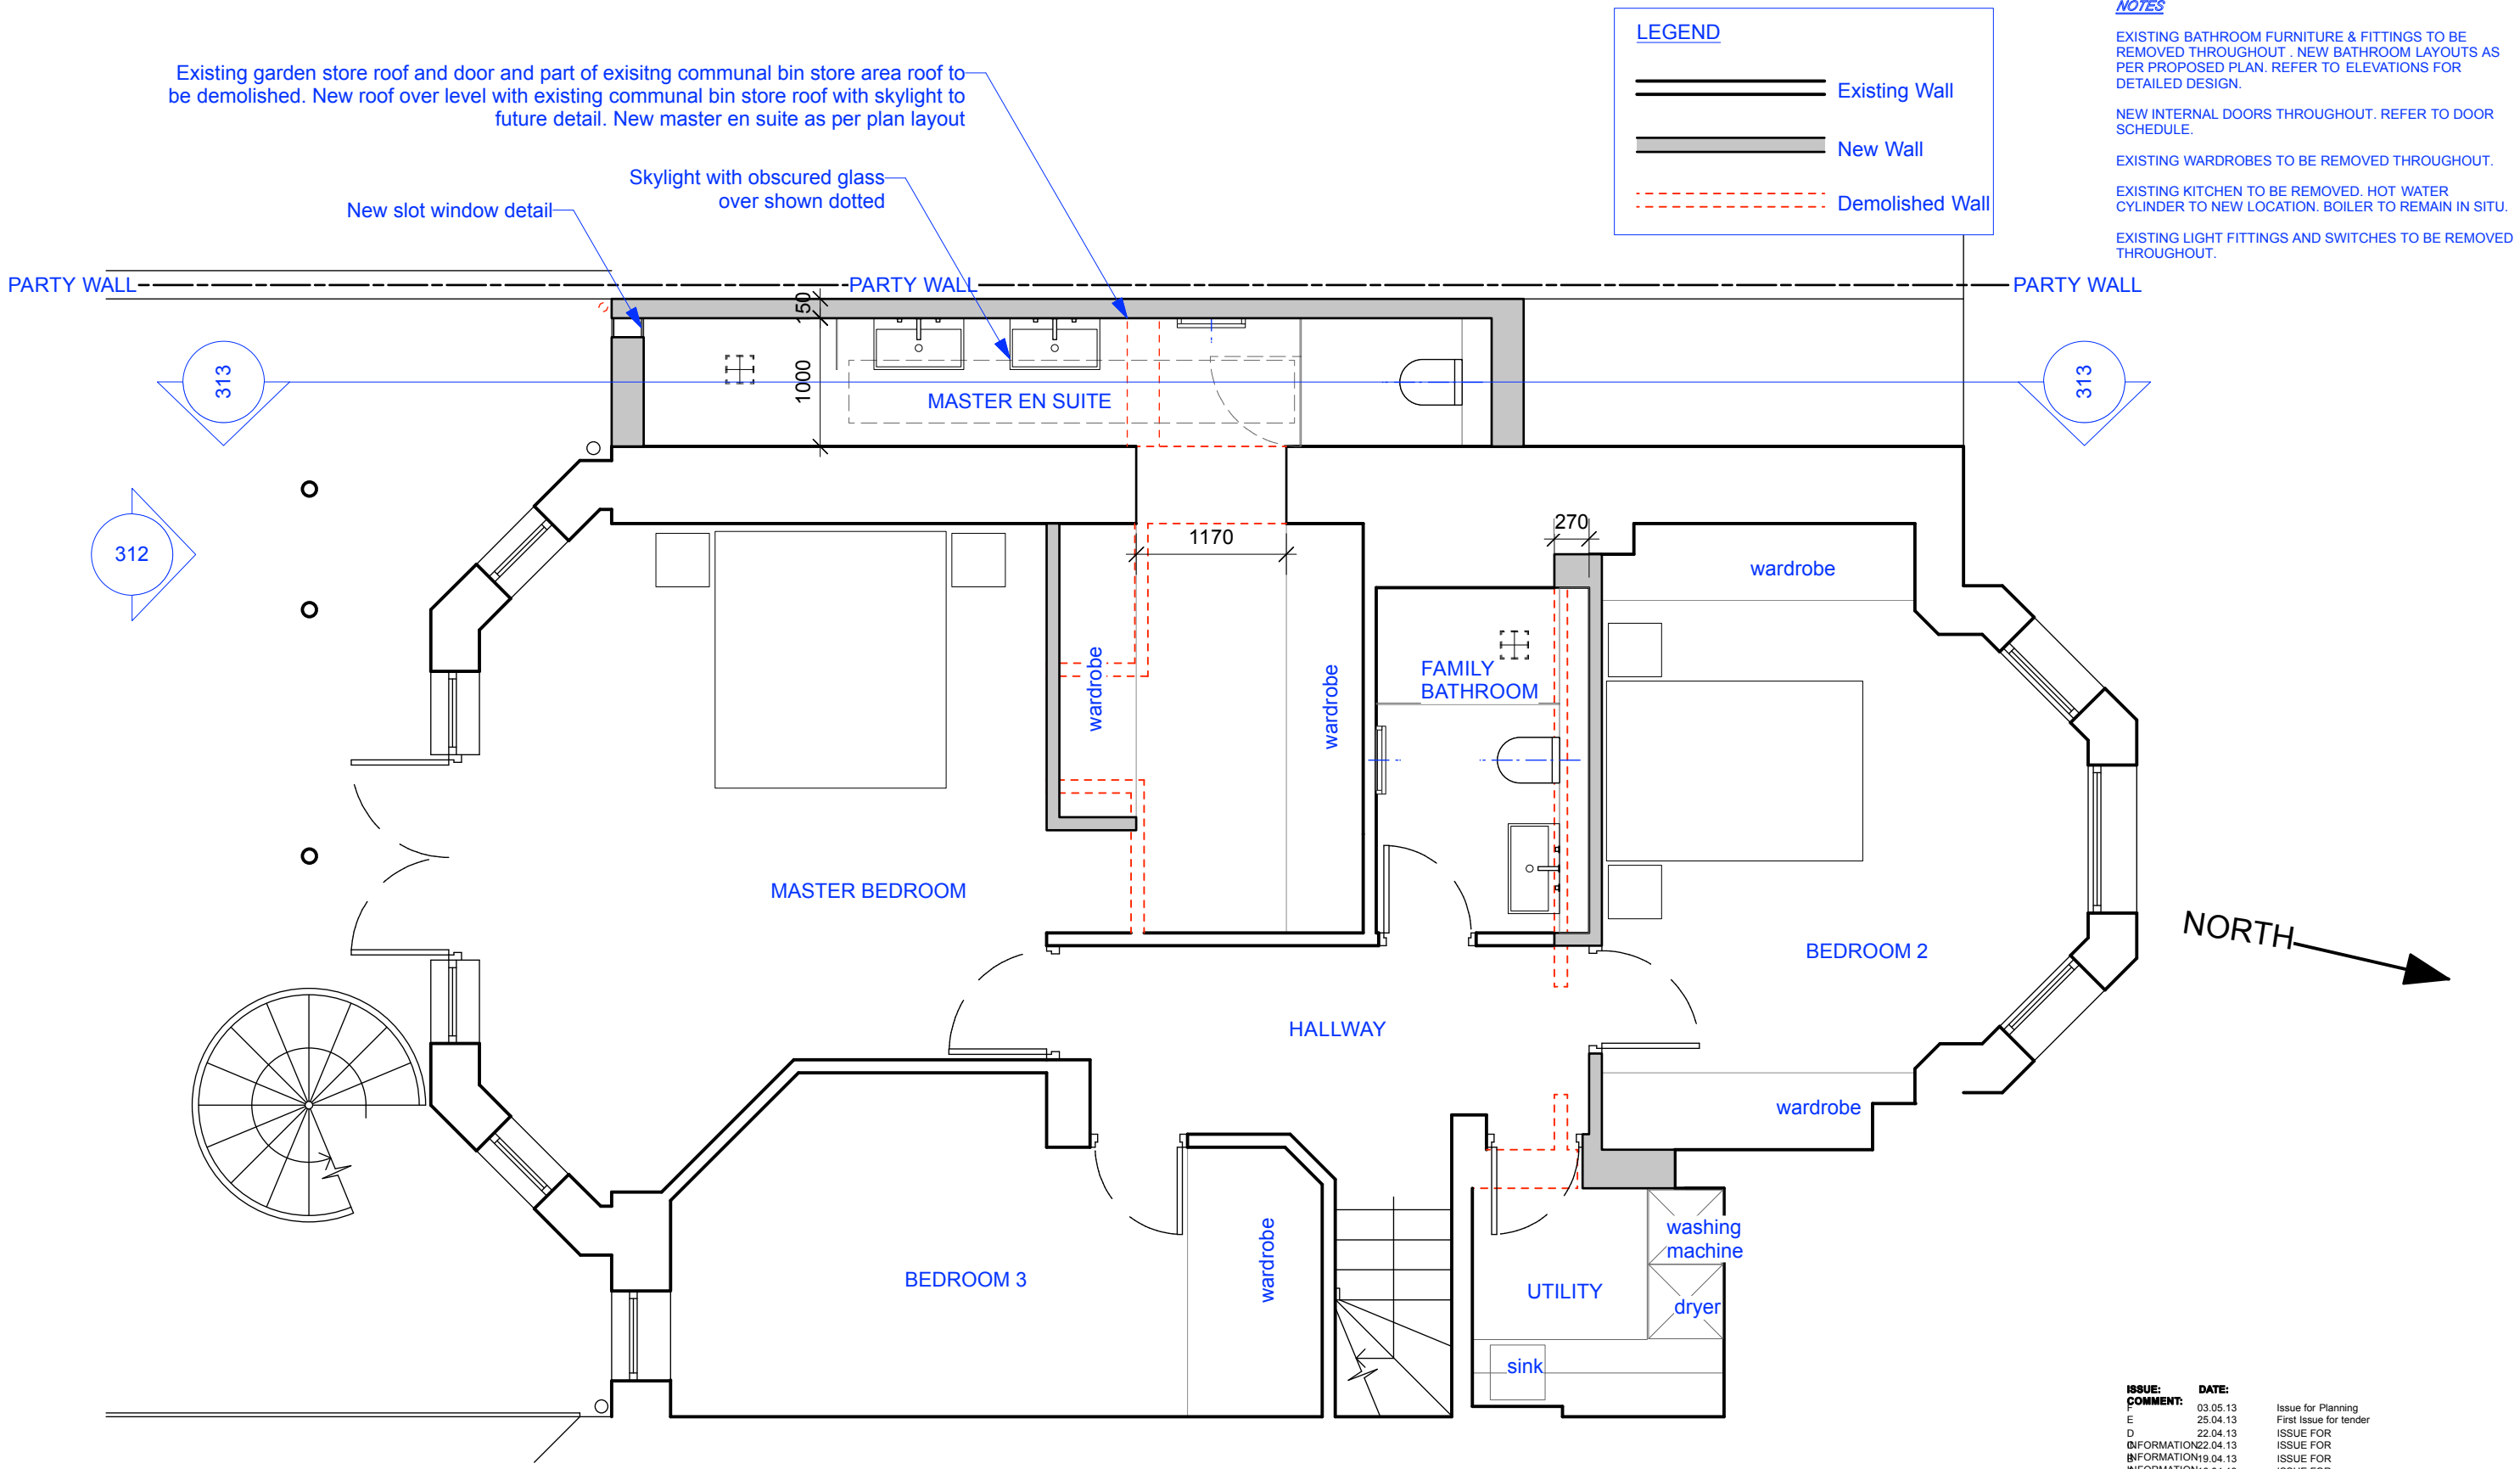 NOTES
EXISTING BATHROOM FURNITURE & FITTINGS TO BE
REMOVED THROUGHOUT . NEW BATHROOM LAYOUTS AS
PER PROPOSED PLAN. REFER TO ELEVATIONS FOR
DETAILED DESIGN.
NEW INTERNAL DOORS THROUGHOUT. REFER TO DOOR
SCHEDULE.
EXISTING WARDROBES TO BE REMOVED THROUGHOUT.
EXISTING KITCHEN TO BE REMOVED. HOT WATER
CYLINDER TO NEW LOCATION. BOILER TO REMAIN IN SITU.
EXISTING LIGHT FITTINGS AND SWITCHES TO BE REMOVED
THROUGHOUT.
LEGEND
Existing Wall
New Wall
Demolished Wall
Existing garden store roof and door and part of exisitng communal bin store area roof to
be demolished. New roof over level with existing communal bin store roof with skylight to
future detail. New master en suite as per plan layout
Skylight with obscured glass
over shown dotted
New slot window detail
PARTY WALL
PARTY WALL
PARTY WALL
150
1000
313
313
MASTER EN SUITE
312
1170
270
wardrobe
wardrobe
wardrobe
FAMILY
BATHROOM
MASTER BEDROOM
BEDROOM 2
NORTH
HALLWAY
wardrobe
wardrobe
washing
machine
BEDROOM 3
UTILITY
dryer
sink
ISSUE: DATE:
COMMENT:
F 03.05.13 Issue for Planning
E 25.04.13 First Issue for tender
D 22.04.13 ISSUE FOR
INFORMATION 22.04.13 ISSUE FOR
INFORMATION 19.04.13 ISSUE FOR